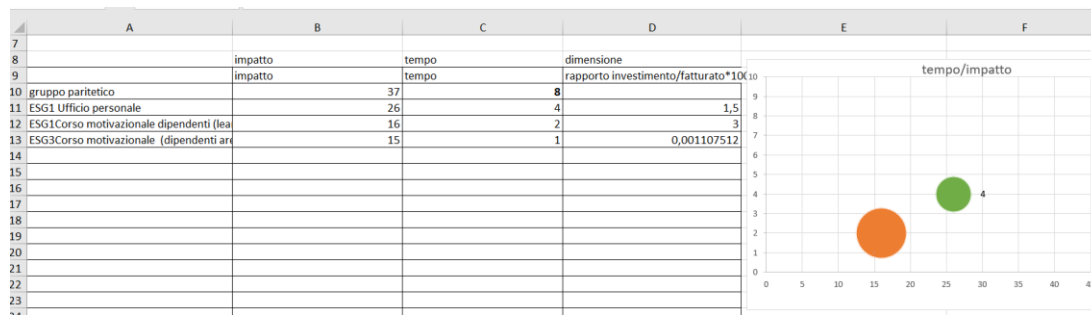 A B C D E F
7
8 impatto tempo dimensione
9 impatto tempo rapporto investimento/fatturato*100
10 gruppo paritetico 37 8
11 ESG1 Ufficio personale 26 4 1,5
12 ESG1Corso motivazionale dipendenti (lea 16 2 3
13 ESG3Corso motivazionale (dipendenti are 15 1 0,001107512
14
15
16
17
18
19
20
21
22
23
tempo/impatto
10
9
8
7
6
5
4
3
2
1
0
4
0 5 10 15 20 25 30 35 40